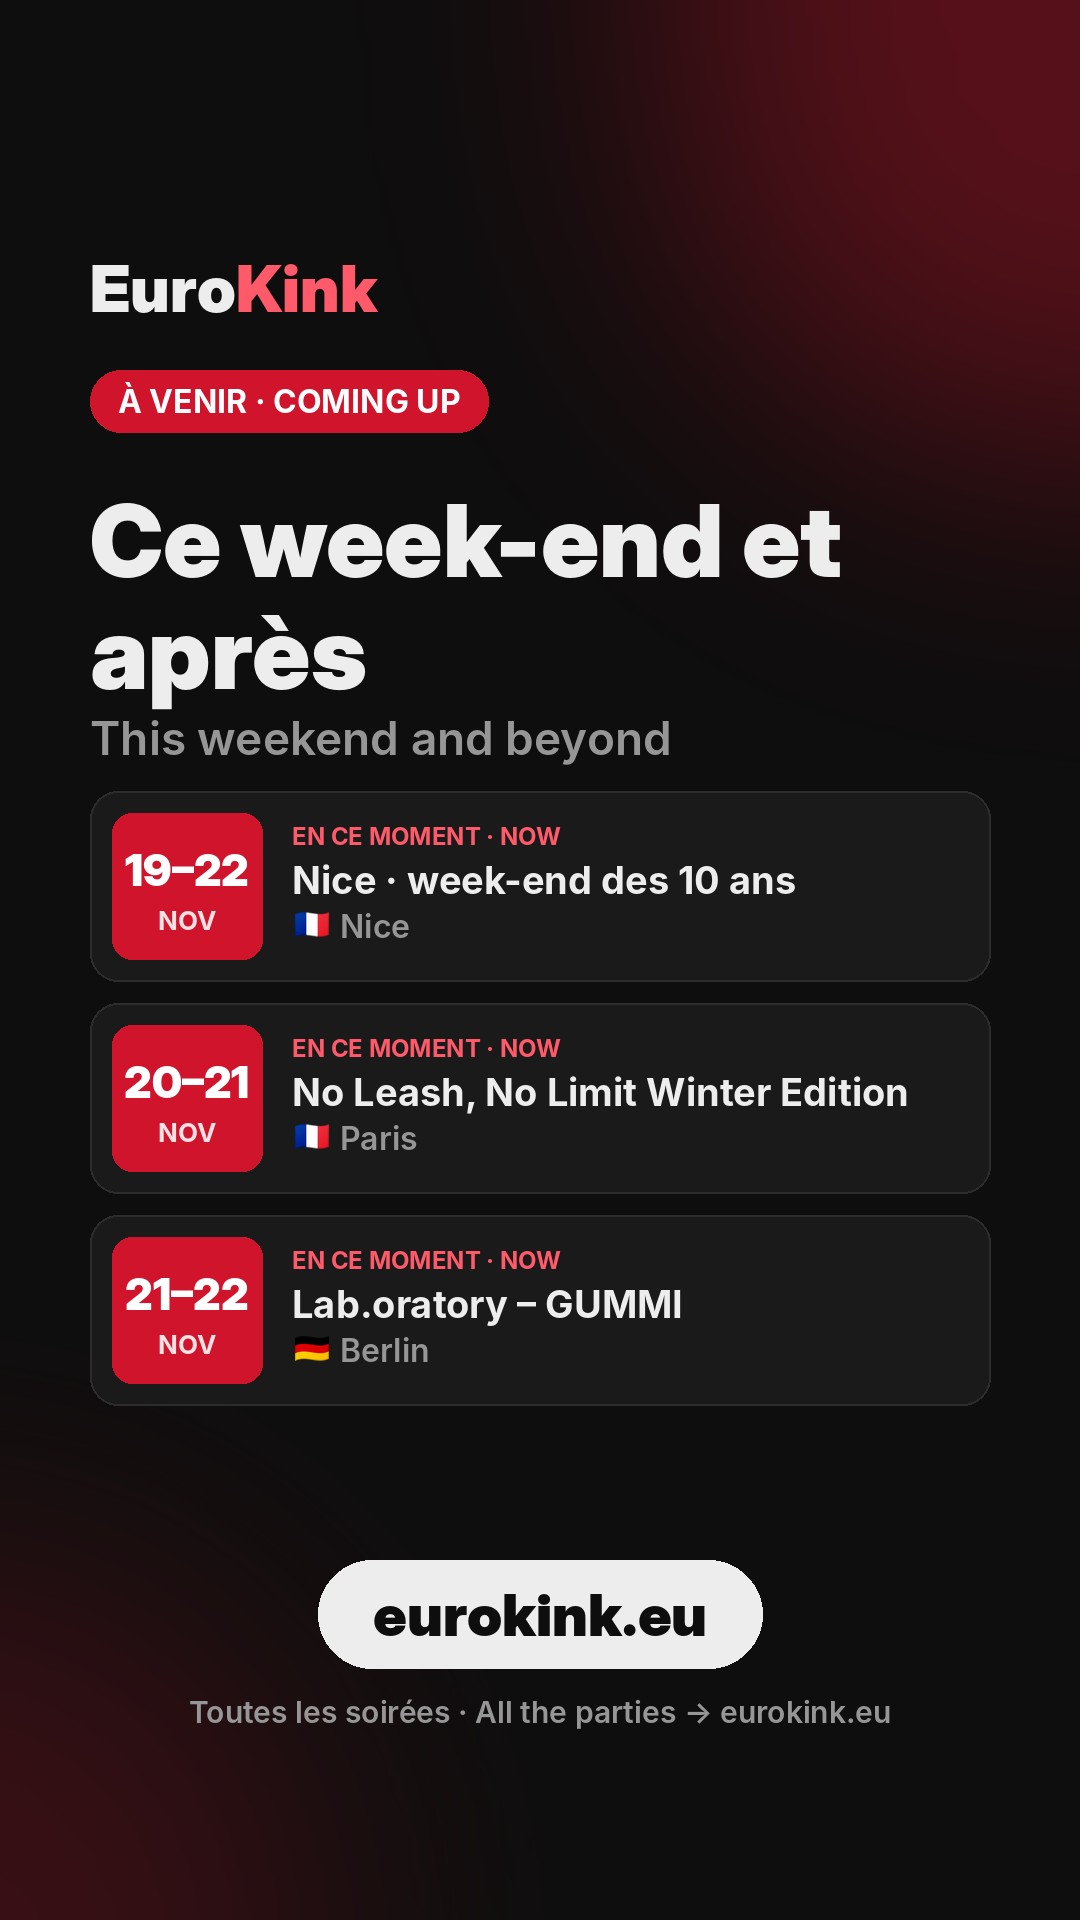 EuroKink
À VENIR · COMING UP
Ce week-end et
après
This weekend and beyond
19–22
NOV
EN CE MOMENT · NOW
Nice · week-end des 10 ans
Nice
20–21
NOV
EN CE MOMENT · NOW
No Leash, No Limit Winter Edition
Paris
21–22
NOV
EN CE MOMENT · NOW
Lab.oratory – GUMMI
Berlin
eurokink.eu
Toutes les soirées · All the parties → eurokink.eu